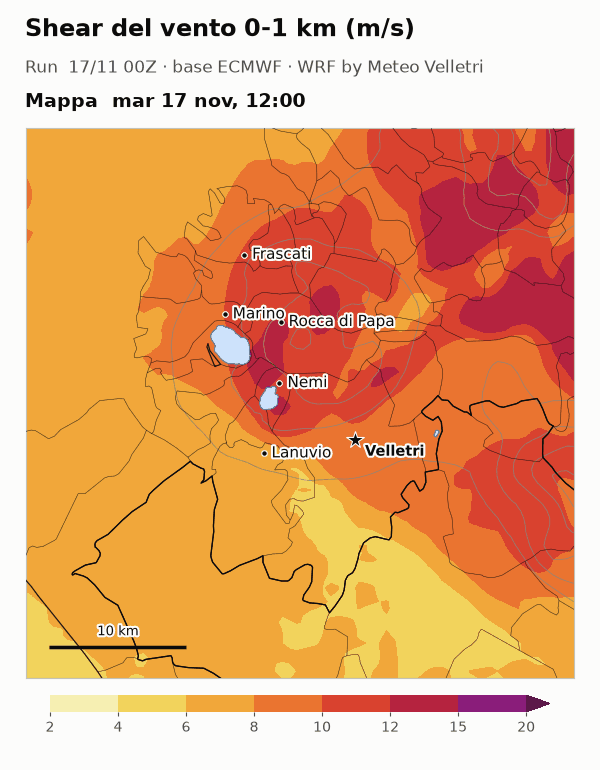 Shear del vento 0-1 km (m/s)
Run  17/11 00Z · base ECMWF · WRF by Meteo Velletri
Mappa  mar 17 nov, 12:00
Frascati
Marino
Rocca di Papa
Nemi
Velletri
Lanuvio
10 km
2 4 6 8 10 12 15 20